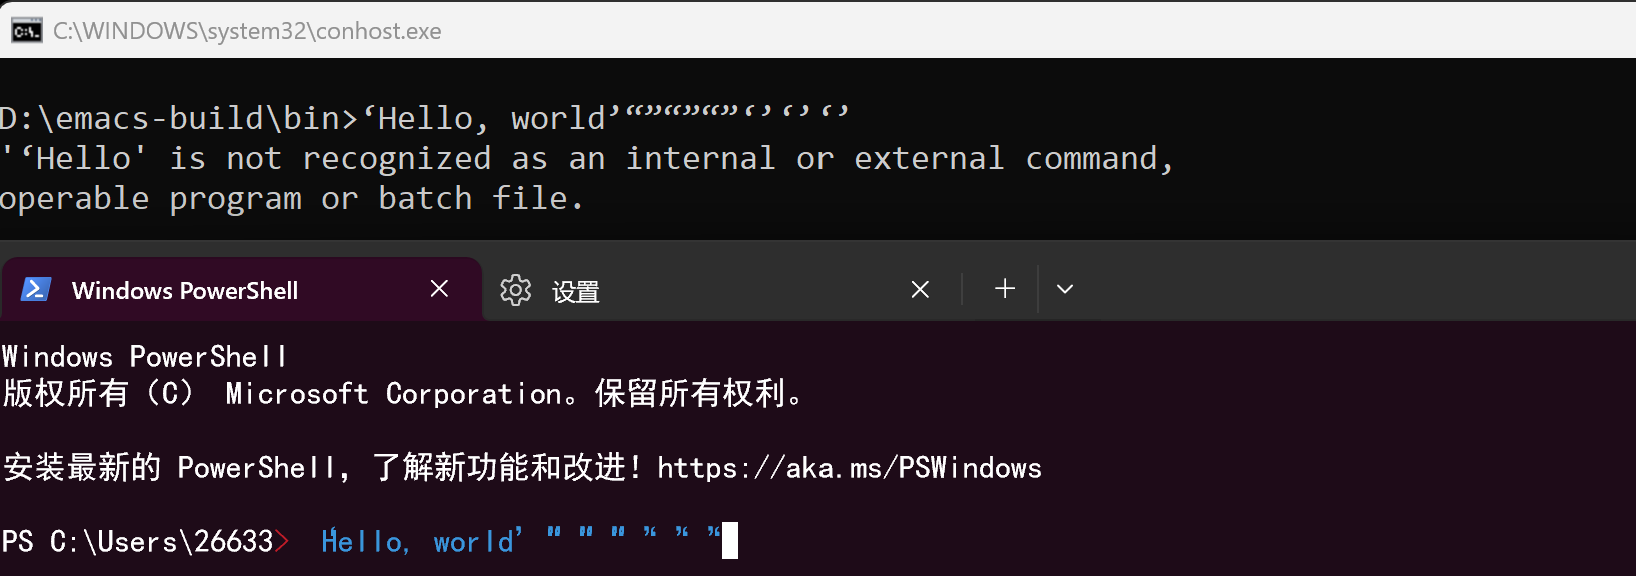 C:\WINDOWS\system32\conhost.exe
D:\emacs-build\bin>‘Hello, world’“”“”“”‘’‘’‘’
'‘Hello' is not recognized as an internal or external command,
operable program or batch file.
Windows PowerShell
设置
Windows PowerShell
版权所有（C） Microsoft Corporation。保留所有权利。
安装最新的 PowerShell，了解新功能和改进！https://aka.ms/PSWindows
PS C:\Users\26633> ‘Hello, world’“”“”“”‘’‘’‘’